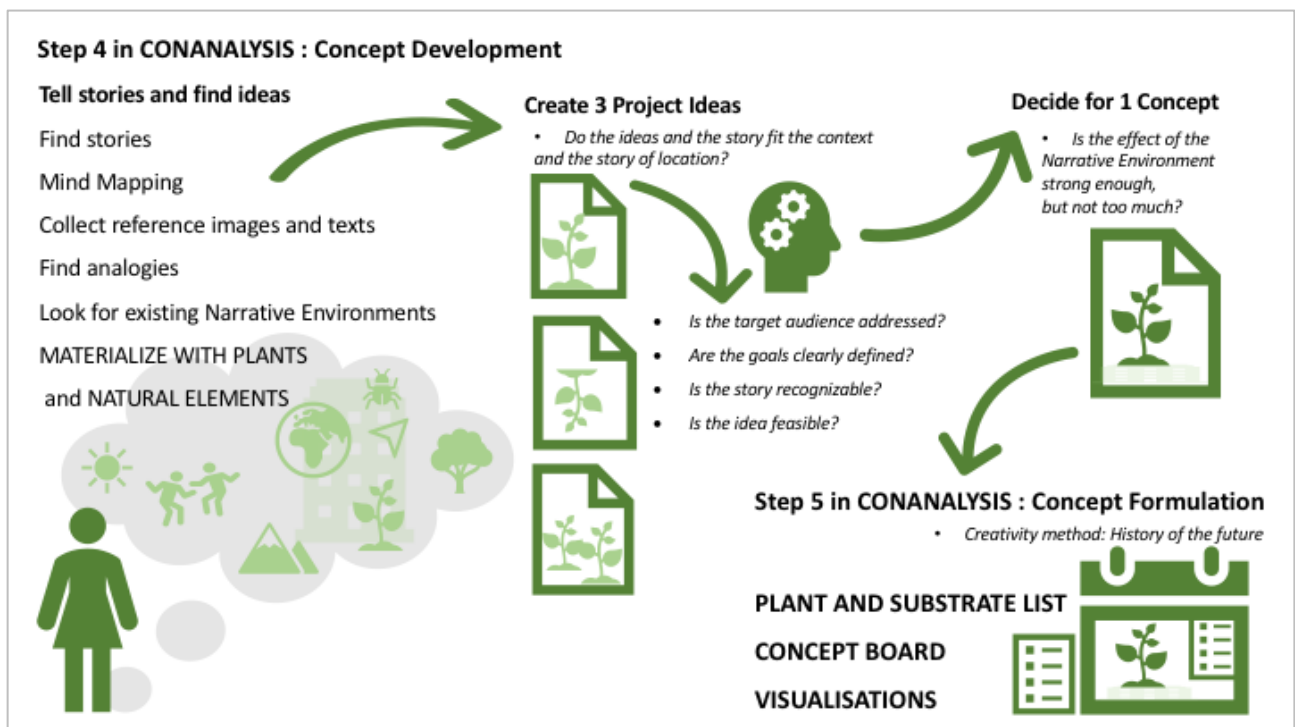 Step 4 in CONANALYSIS : Concept Development
Tell stories and find ideas
Find stories
Mind Mapping
Collect reference images and texts
Find analogies
Look for existing Narrative Environments
MATERIALIZE WITH PLANTS
and NATURAL ELEMENTS
Create 3 Project Ideas
• Do the ideas and the story fit the context
and the story of location?
• Is the target audience addressed?
• Are the goals clearly defined?
• Is the story recognizable?
• Is the idea feasible?
Decide for 1 Concept
• Is the effect of the
Narrative Environment
strong enough,
but not too much?
Step 5 in CONANALYSIS : Concept Formulation
• Creativity method: History of the future
PLANT AND SUBSTRATE LIST
CONCEPT BOARD
VISUALISATIONS